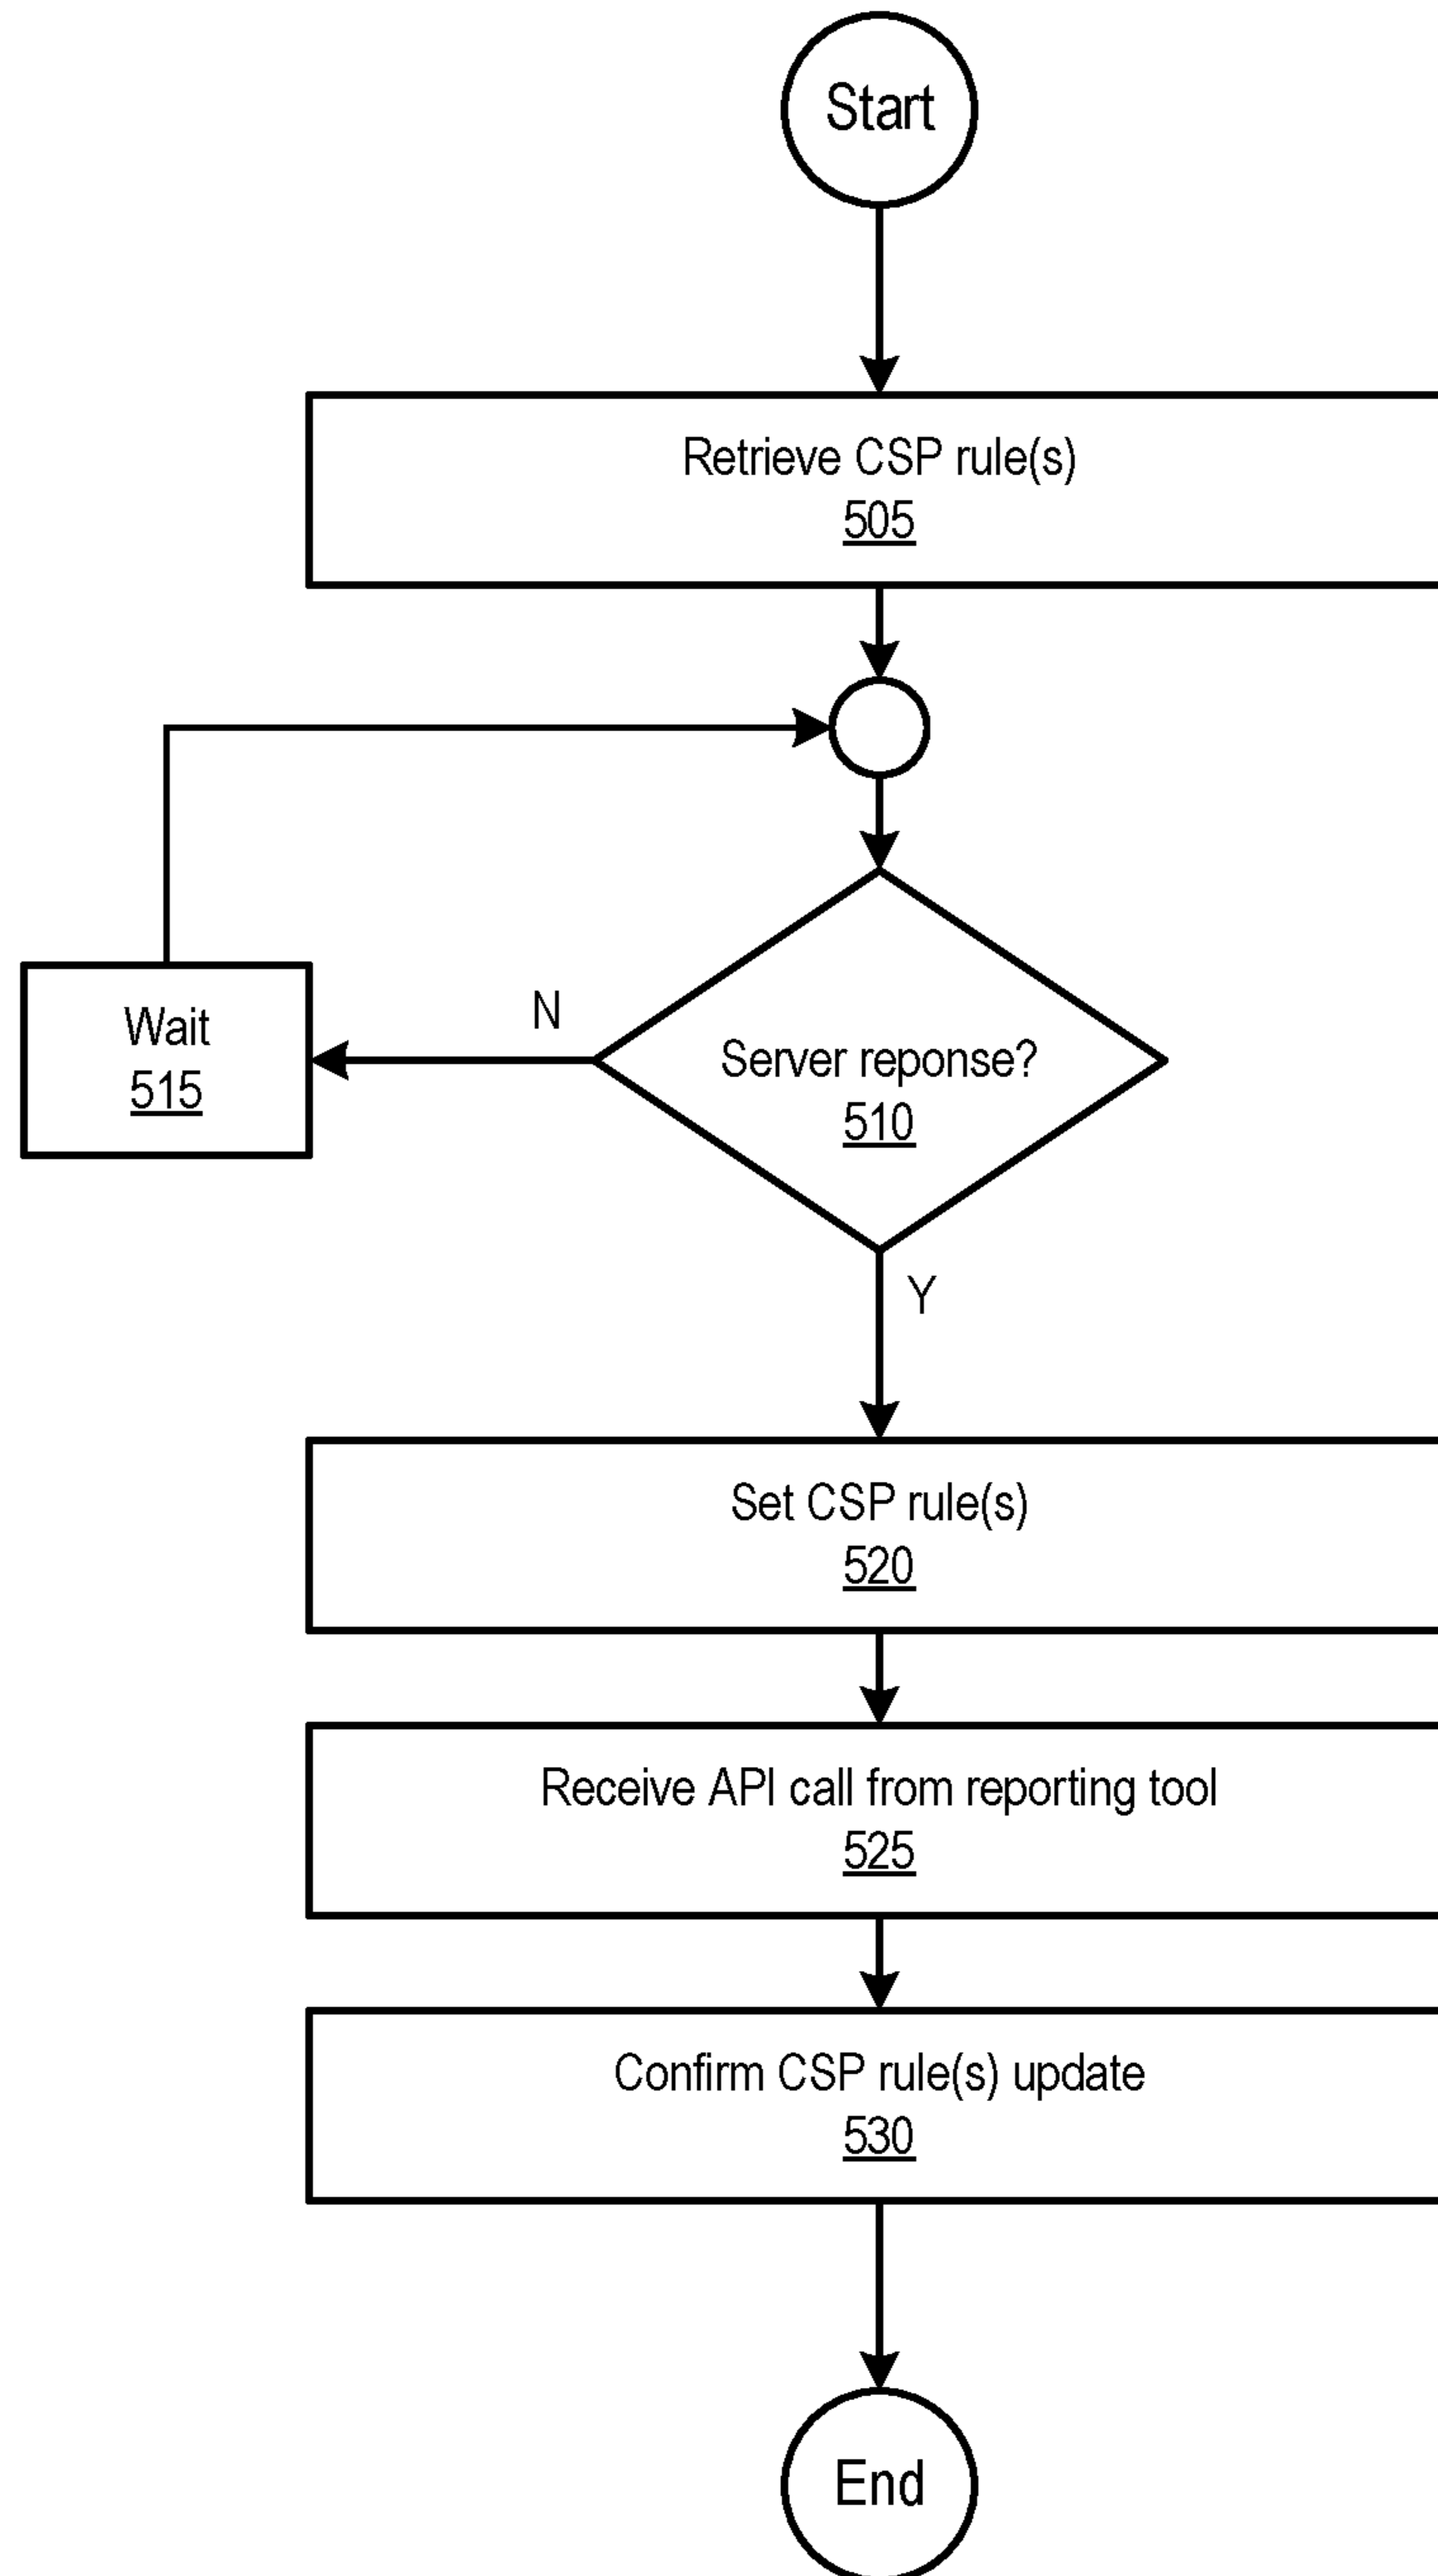 Start
Retrieve CSP rule(s)
505
Wait
515
N
Server reponse?
510
Y
Set CSP rule(s)
520
Receive API call from reporting tool
525
Confirm CSP rule(s) update
530
End